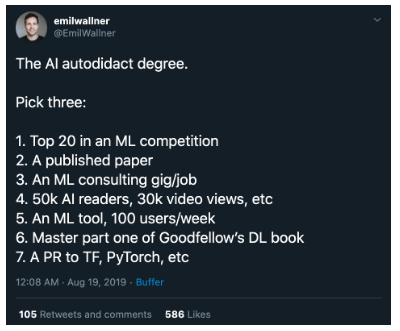 emilwallner
@EmilWallner
The AI autodidact degree.
Pick three:
1. Top 20 in an ML competition
2. A published paper
3. An ML consulting gig/job
4. 50k AI readers, 30k video views, etc
5. An ML tool, 100 users/week
6. Master part one of Goodfellow's DL book
7. A PR to TF, PyTorch, etc
12:08 AM · Aug 19, 2019 · Buffer
105 Retweets and comments 586 Likes